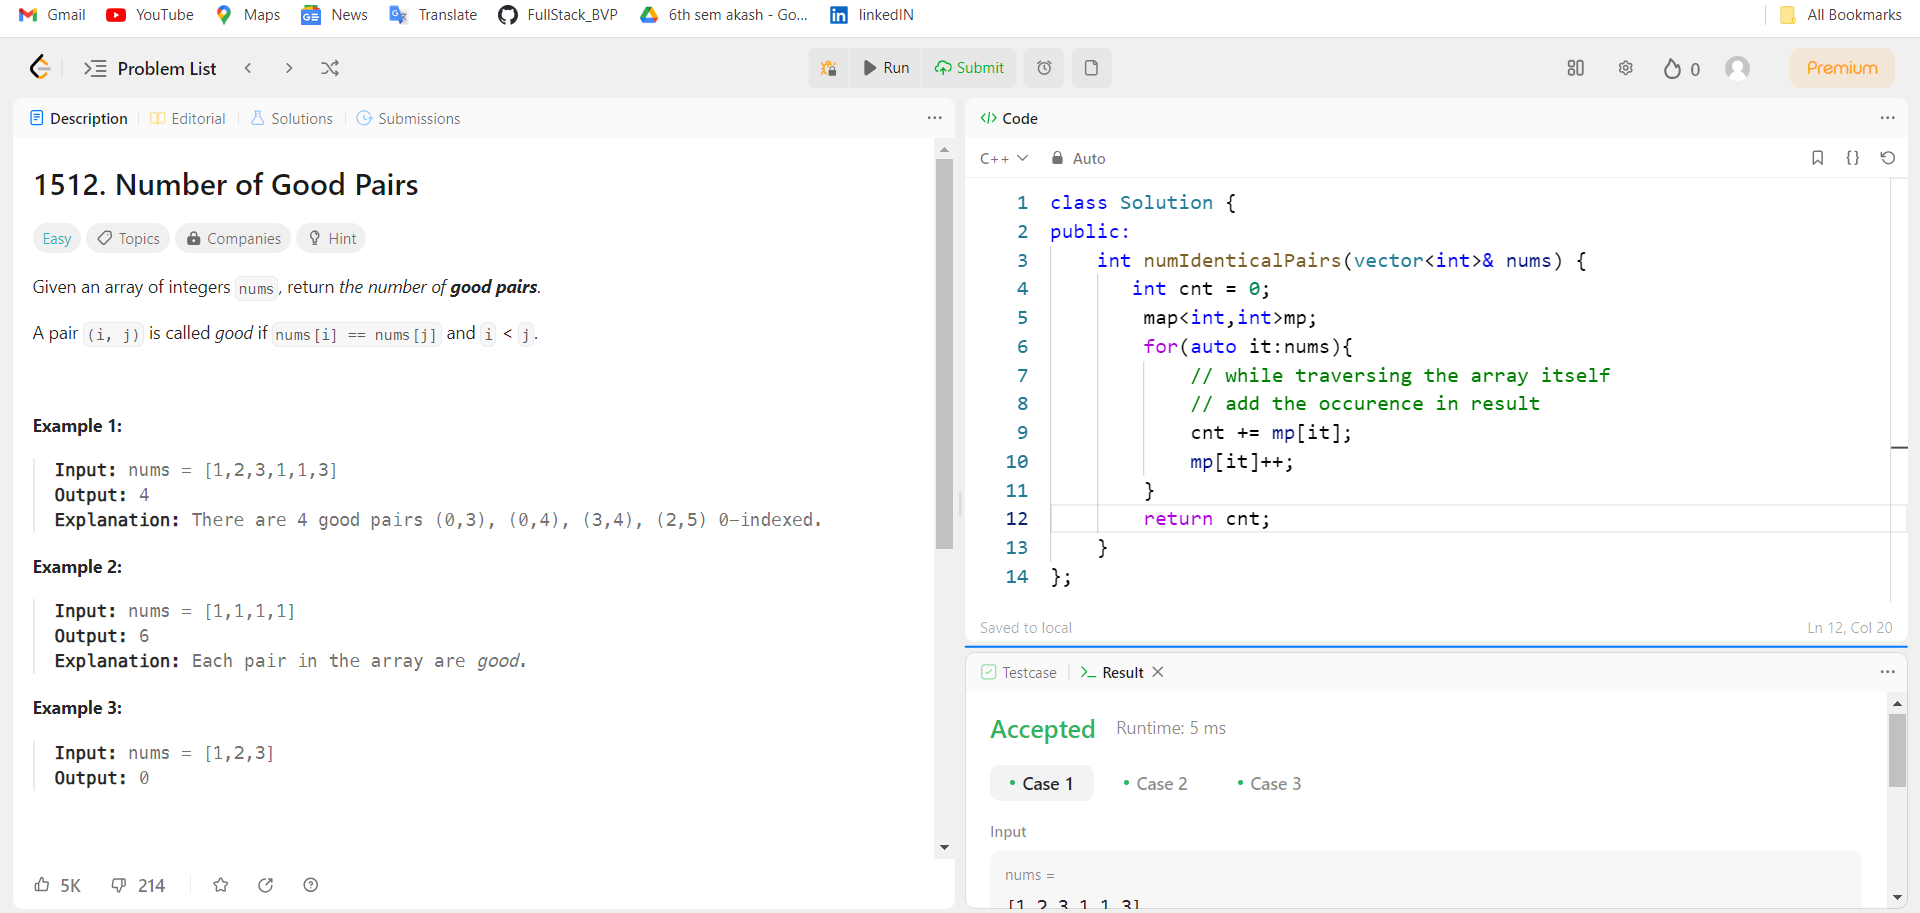 Gmail YouTube Maps News Translate FullStack_BVP 6th sem akash - Go... linkedIN All Bookmarks
Problem List Run Submit 0 Premium
Description Editorial Solutions Submissions
1512. Number of Good Pairs
Easy Topics Companies Hint
Given an array of integers nums, return the number of good pairs.
A pair (i, j) is called good if nums[i] == nums[j] and i < j.
Example 1:
Input: nums = [1,2,3,1,1,3]
Output: 4
Explanation: There are 4 good pairs (0,3), (0,4), (3,4), (2,5) 0-indexed.
Example 2:
Input: nums = [1,1,1,1]
Output: 6
Explanation: Each pair in the array are good.
Example 3:
Input: nums = [1,2,3]
Output: 0
5K 214
</> Code
C++ Auto
1 class Solution {
2 public:
3 int numIdenticalPairs(vector<int>& nums) {
4 int cnt = 0;
5 map<int,int>mp;
6 for(auto it:nums){
7 // while traversing the array itself
8 // add the occurence in result
9 cnt += mp[it];
10 mp[it]++;
11 }
12 return cnt;
13 }
14 };
Saved to local Ln 12, Col 20
Testcase >_ Result
Accepted Runtime: 5 ms
• Case 1 • Case 2 • Case 3
Input
nums =
[1,2,3,1,1,3]